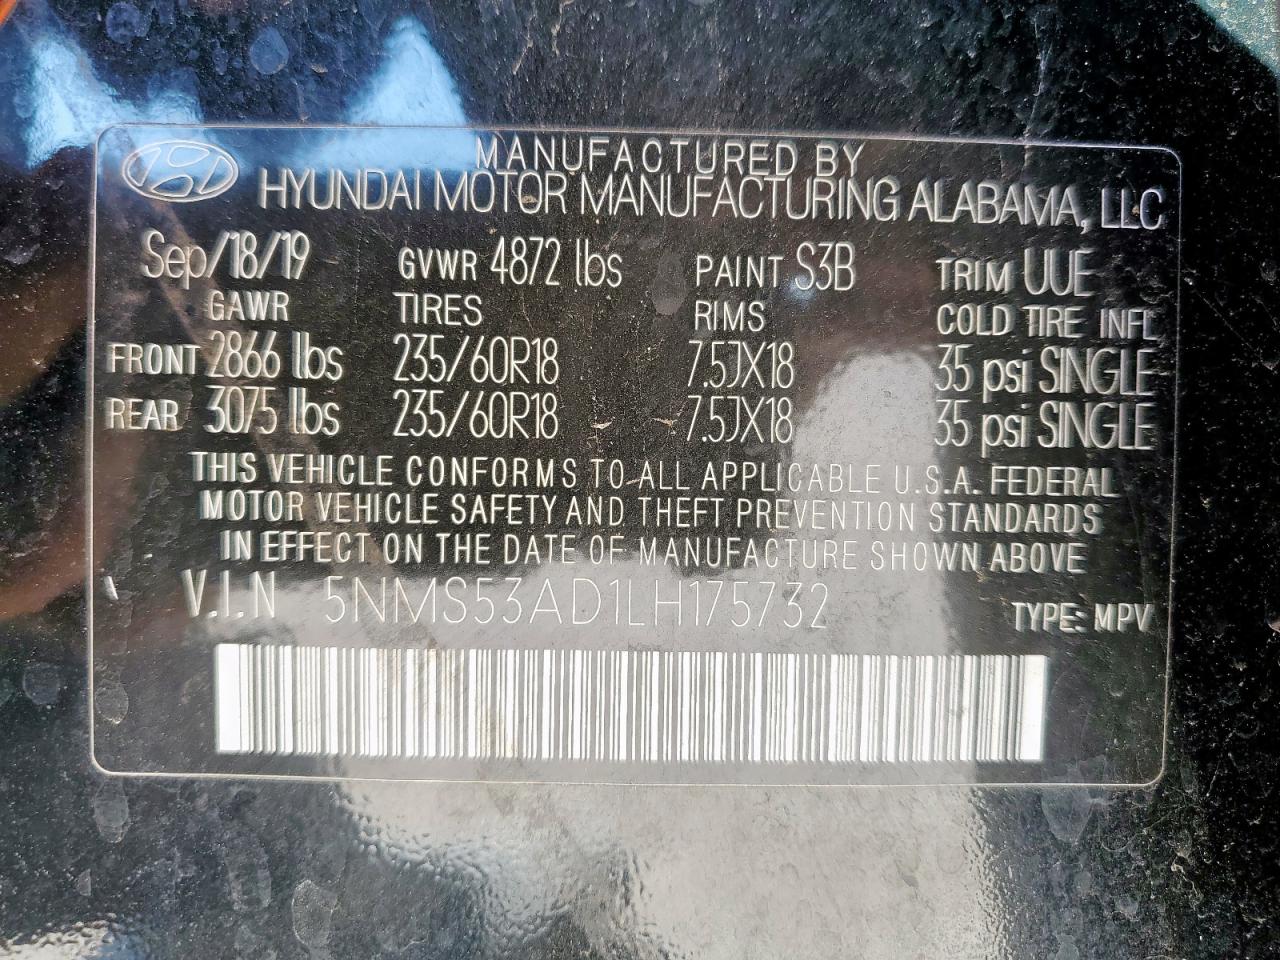 MANUFACTURED BY
HYUNDAI MOTOR MANUFACTURING ALABAMA, LLC
Sep/18/19 GVWR 4872 lbs PAINT S3B TRIM UUE
GAWR TIRES RIMS COLD TIRE INFL
FRONT 2866 lbs 235/60R18 7.5JX18 35 psi SINGLE
REAR 3075 lbs 235/60R18 7.5JX18 35 psi SINGLE
THIS VEHICLE CONFORMS TO ALL APPLICABLE U.S.A. FEDERAL
MOTOR VEHICLE SAFETY AND THEFT PREVENTION STANDARDS
IN EFFECT ON THE DATE OF MANUFACTURE SHOWN ABOVE
V.I.N 5NMS53AD1LH175732 TYPE: MPV